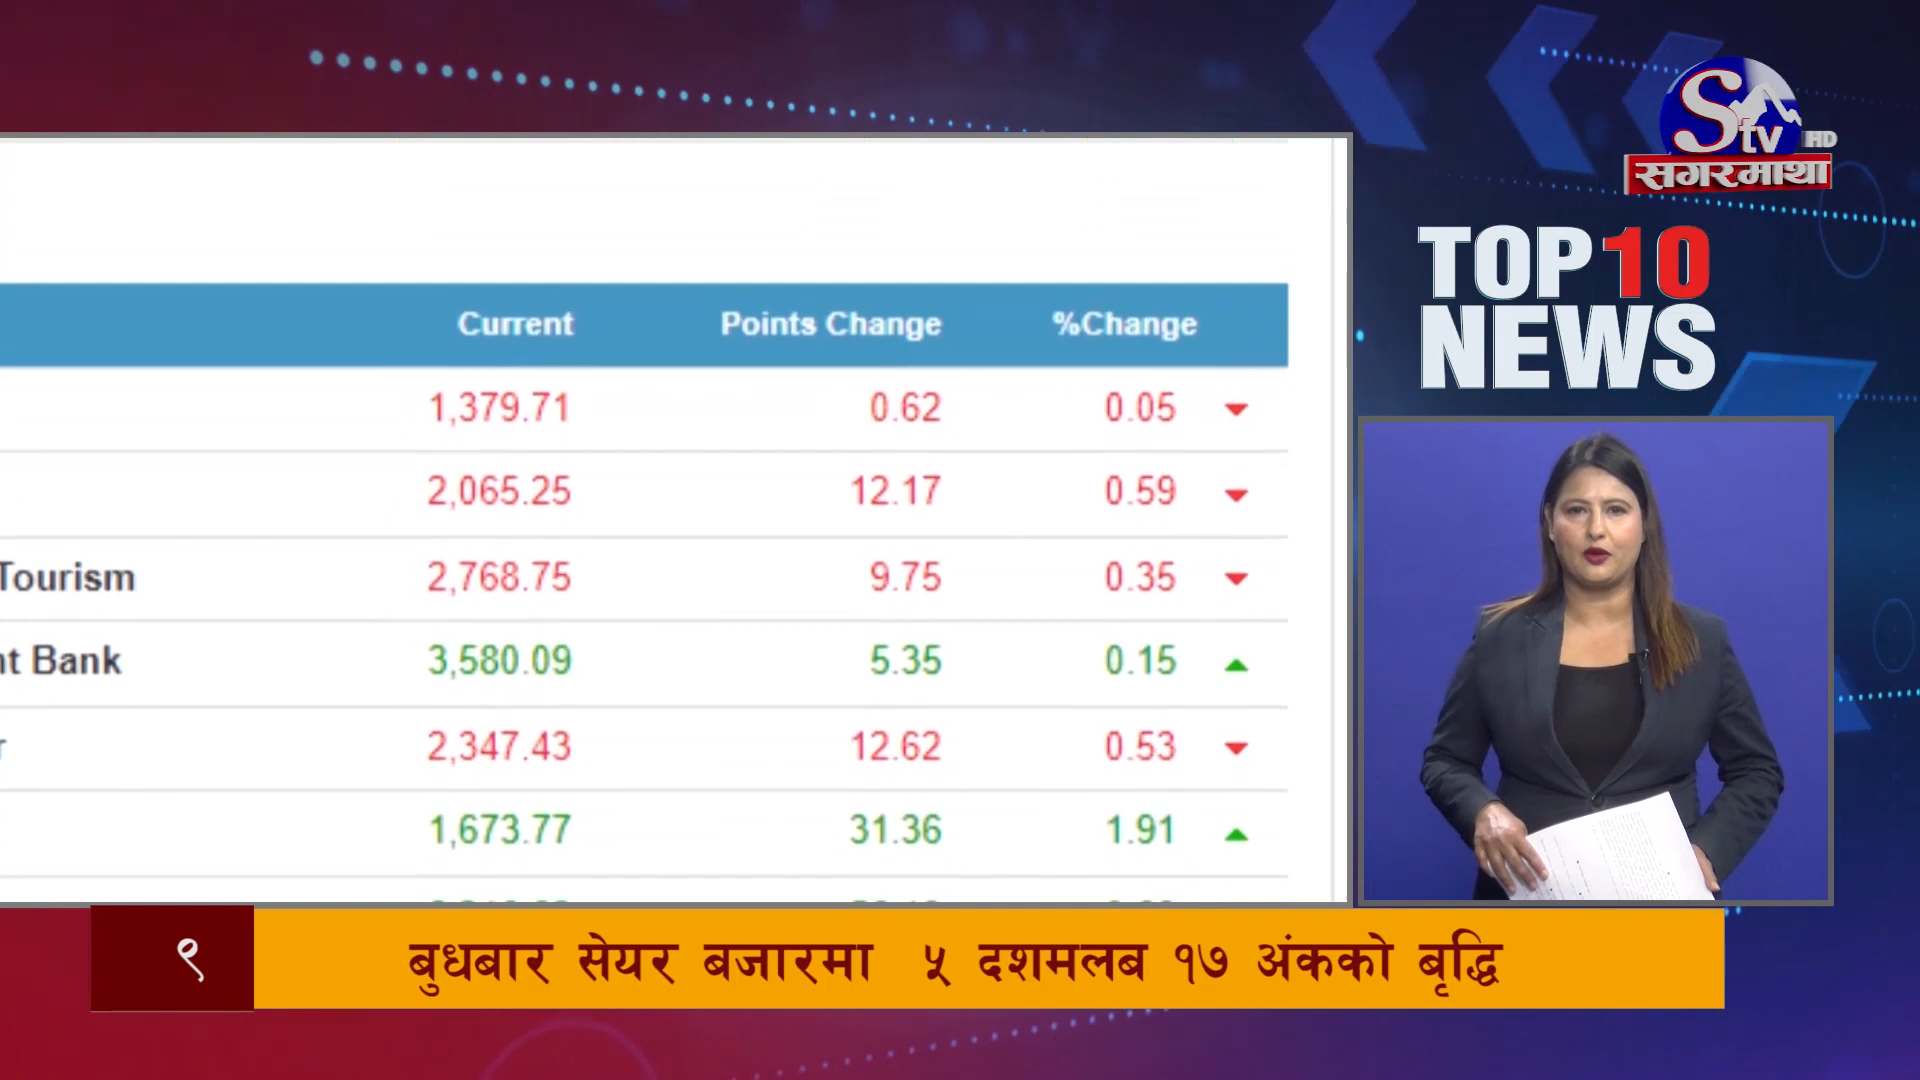 Stv HD
सगरमाथा
TOP 10
NEWS
Current Points Change %Change
1,379.71 0.62 0.05
2,065.25 12.17 0.59
Tourism 2,768.75 9.75 0.35
nt Bank 3,580.09 5.35 0.15
r 2,347.43 12.62 0.53
1,673.77 31.36 1.91
९ बुधबार सेयर बजारमा ५ दशमलब १७ अंकको बृद्धि